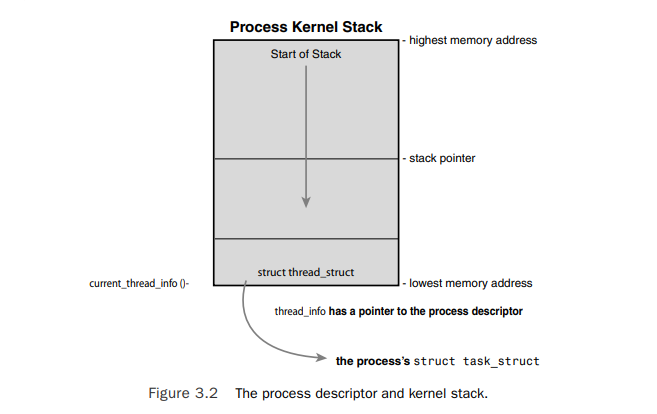 Process Kernel Stack
- highest memory address
Start of Stack
- stack pointer
struct thread_struct
current_thread_info ()-
- lowest memory address
thread_info has a pointer to the process descriptor
the process's struct task_struct
Figure 3.2 The process descriptor and kernel stack.